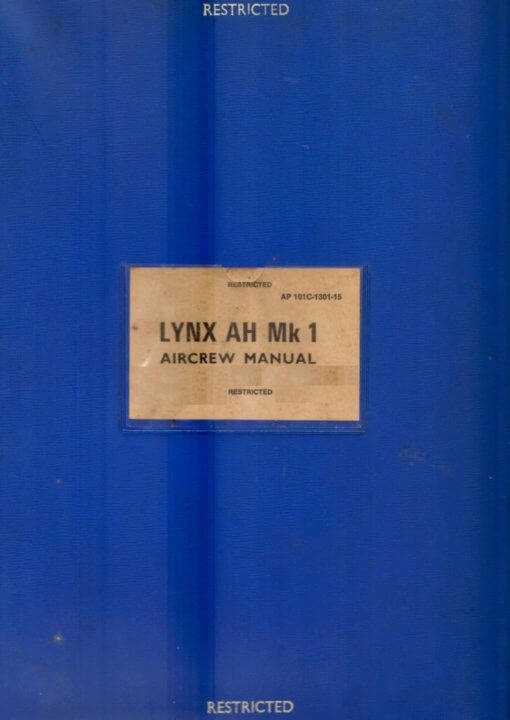 RESTRICTED
RESTRICTED
AP 101C-1301-15
LYNX AH Mk 1
AIRCREW MANUAL
RESTRICTED
RESTRICTED